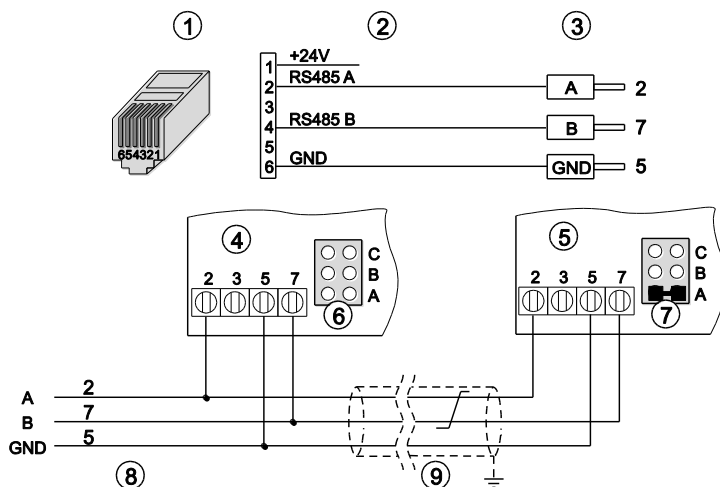 1 2 3
1 +24V
2 RS485 A A 2
3
4 RS485 B B 7
5
6 GND GND 5
654321
4 5
C C
B B
A A
2 3 5 7
2 3 5 7
6 7
A 2
B 7
GND 5
8 9